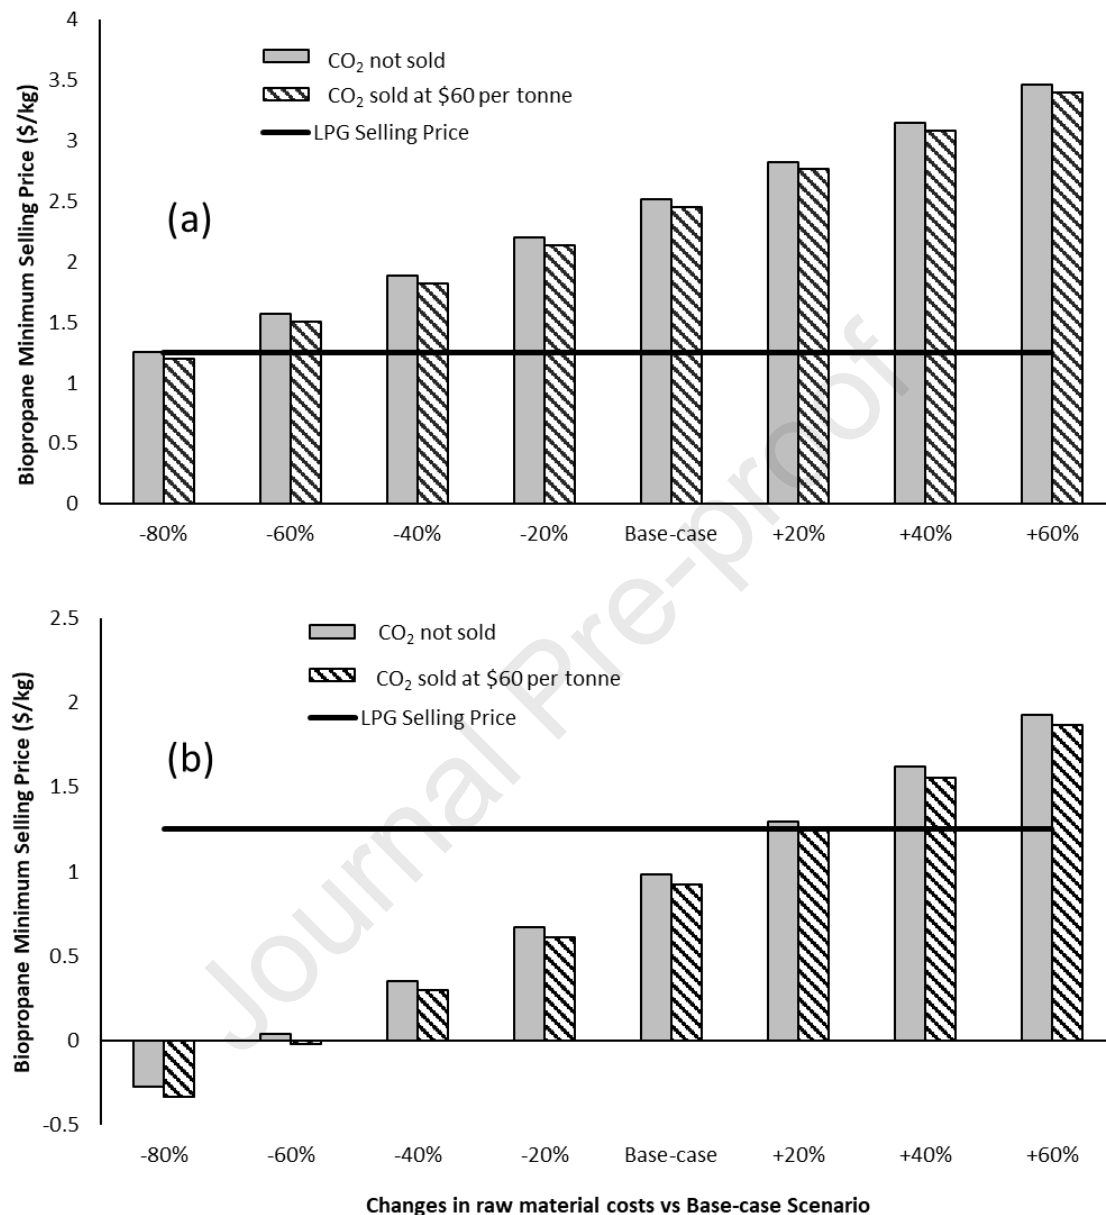 Biopropane Minimum Selling Price ($/kg)
4
3.5
3
2.5
2
1.5
1
0.5
0
CO₂ not sold
CO₂ sold at $60 per tonne
LPG Selling Price
(a)
-80% -60% -40% -20% Base-case +20% +40% +60%
Biopropane Minimum Selling Price ($/kg)
2.5
2
1.5
1
0.5
0
-0.5
CO₂ not sold
CO₂ sold at $60 per tonne
LPG Selling Price
(b)
-80% -60% -40% -20% Base-case +20% +40% +60%
Changes in raw material costs vs Base-case Scenario
Journal Pre-proof